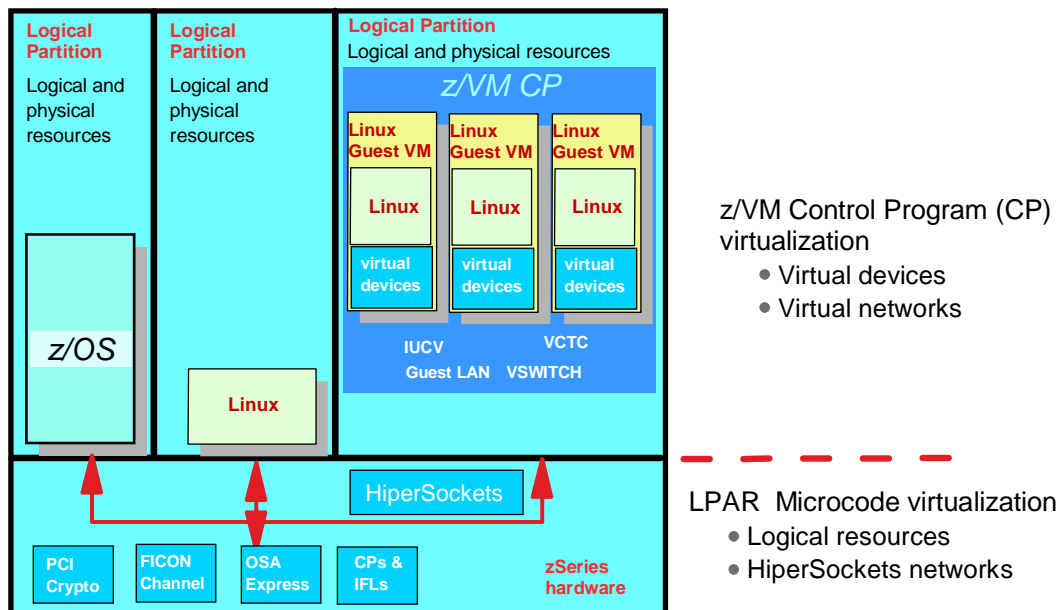 Logical
Partition
Logical and
physical
resources
z/OS
Logical
Partition
Logical and
physical
resources
Linux
Logical Partition
Logical and physical resources
z/VM CP
Linux
Guest VM
Linux
virtual
devices
Linux
Guest VM
Linux
virtual
devices
Linux
Guest VM
Linux
virtual
devices
IUCV
VCTC
Guest LAN
VSWITCH
HiperSockets
PCI
Crypto
FICON
Channel
OSA
Express
CPs &
IFLs
zSeries
hardware
z/VM Control Program (CP)
virtualization
• Virtual devices
• Virtual networks
LPAR Microcode virtualization
• Logical resources
• HiperSockets networks